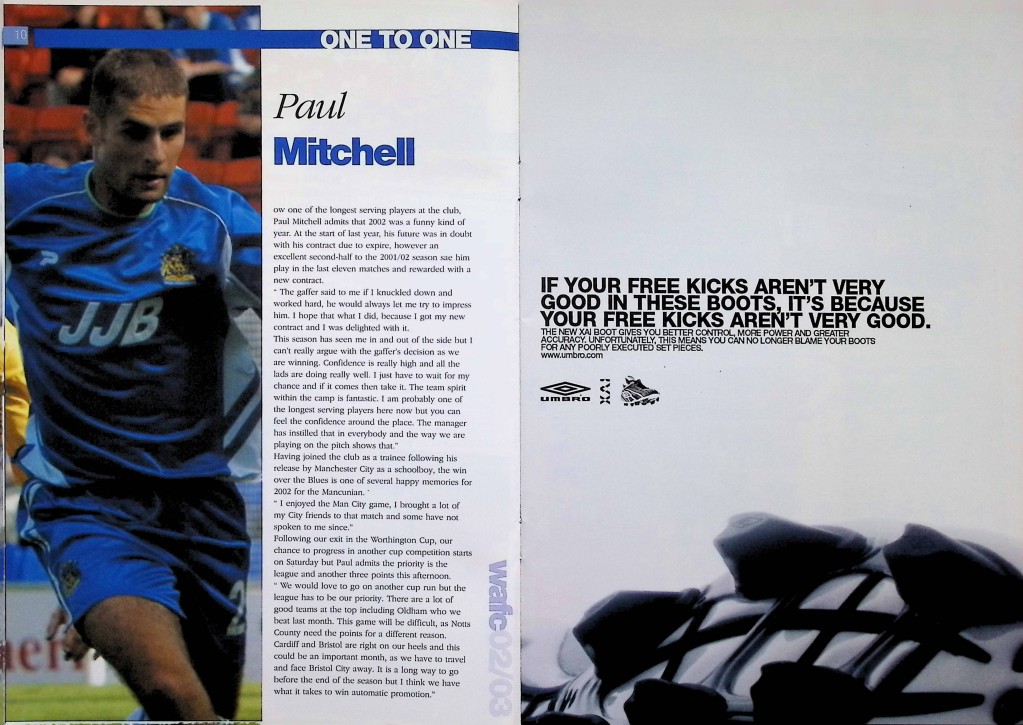 10
ONE TO ONE
Paul
Mitchell
JJB
ow one of the longest serving players at the club,
Paul Mitchell admits that 2002 was a funny kind of
year. At the start of last year, his future was in doubt
with his contract due to expire, however an
excellent second-half to the 2001/02 season sae him
play in the last eleven matches and rewarded with a
new contract.
" The gaffer said to me if I knuckled down and
worked hard, he would always let me try to impress
him. I hope that what I did, because I got my new
contract and I was delighted with it.
This season has seen me in and out of the side but I
can't really argue with the gaffer's decision as we
are winning. Confidence is really high and all the
lads are doing really well. I just have to wait for my
chance and if it comes then take it. The team spirit
within the camp is fantastic. I am probably one of
the longest serving players here now but you can
feel the confidence around the place. The manager
has instilled that in everybody and the way we are
playing on the pitch shows that."
Having joined the club as a trainee following his
release by Manchester City as a schoolboy, the win
over the Blues is one of several happy memories for
2002 for the Mancunian.
" I enjoyed the Man City game, I brought a lot of
my City friends to that match and some have not
spoken to me since."
Following our exit in the Worthington Cup, our
chance to progress in another cup competition starts
on Saturday but Paul admits the priority is the
league and another three points this afternoon.
" We would love to go on another cup run but the
league has to be our priority. There are a lot of
good teams at the top including Oldham who we
beat last month. This game will be difficult, as Notts
County need the points for a different reason.
Cardiff and Bristol are right on our heels and this
could be an important month, as we have to travel
and face Bristol City away. It is a long way to go
before the end of the season but I think we have
what it takes to win automatic promotion."
wafc02/03
IF YOUR FREE KICKS AREN'T VERY
GOOD IN THESE BOOTS, IT'S BECAUSE
YOUR FREE KICKS AREN'T VERY GOOD.
THE NEW XAI BOOT GIVES YOU BETTER CONTROL, MORE POWER AND GREATER
ACCURACY. UNFORTUNATELY, THIS MEANS YOU CAN NO LONGER BLAME YOUR BOOTS
FOR ANY POORLY EXECUTED SET PIECES.
www.umbro.com
UMBRO